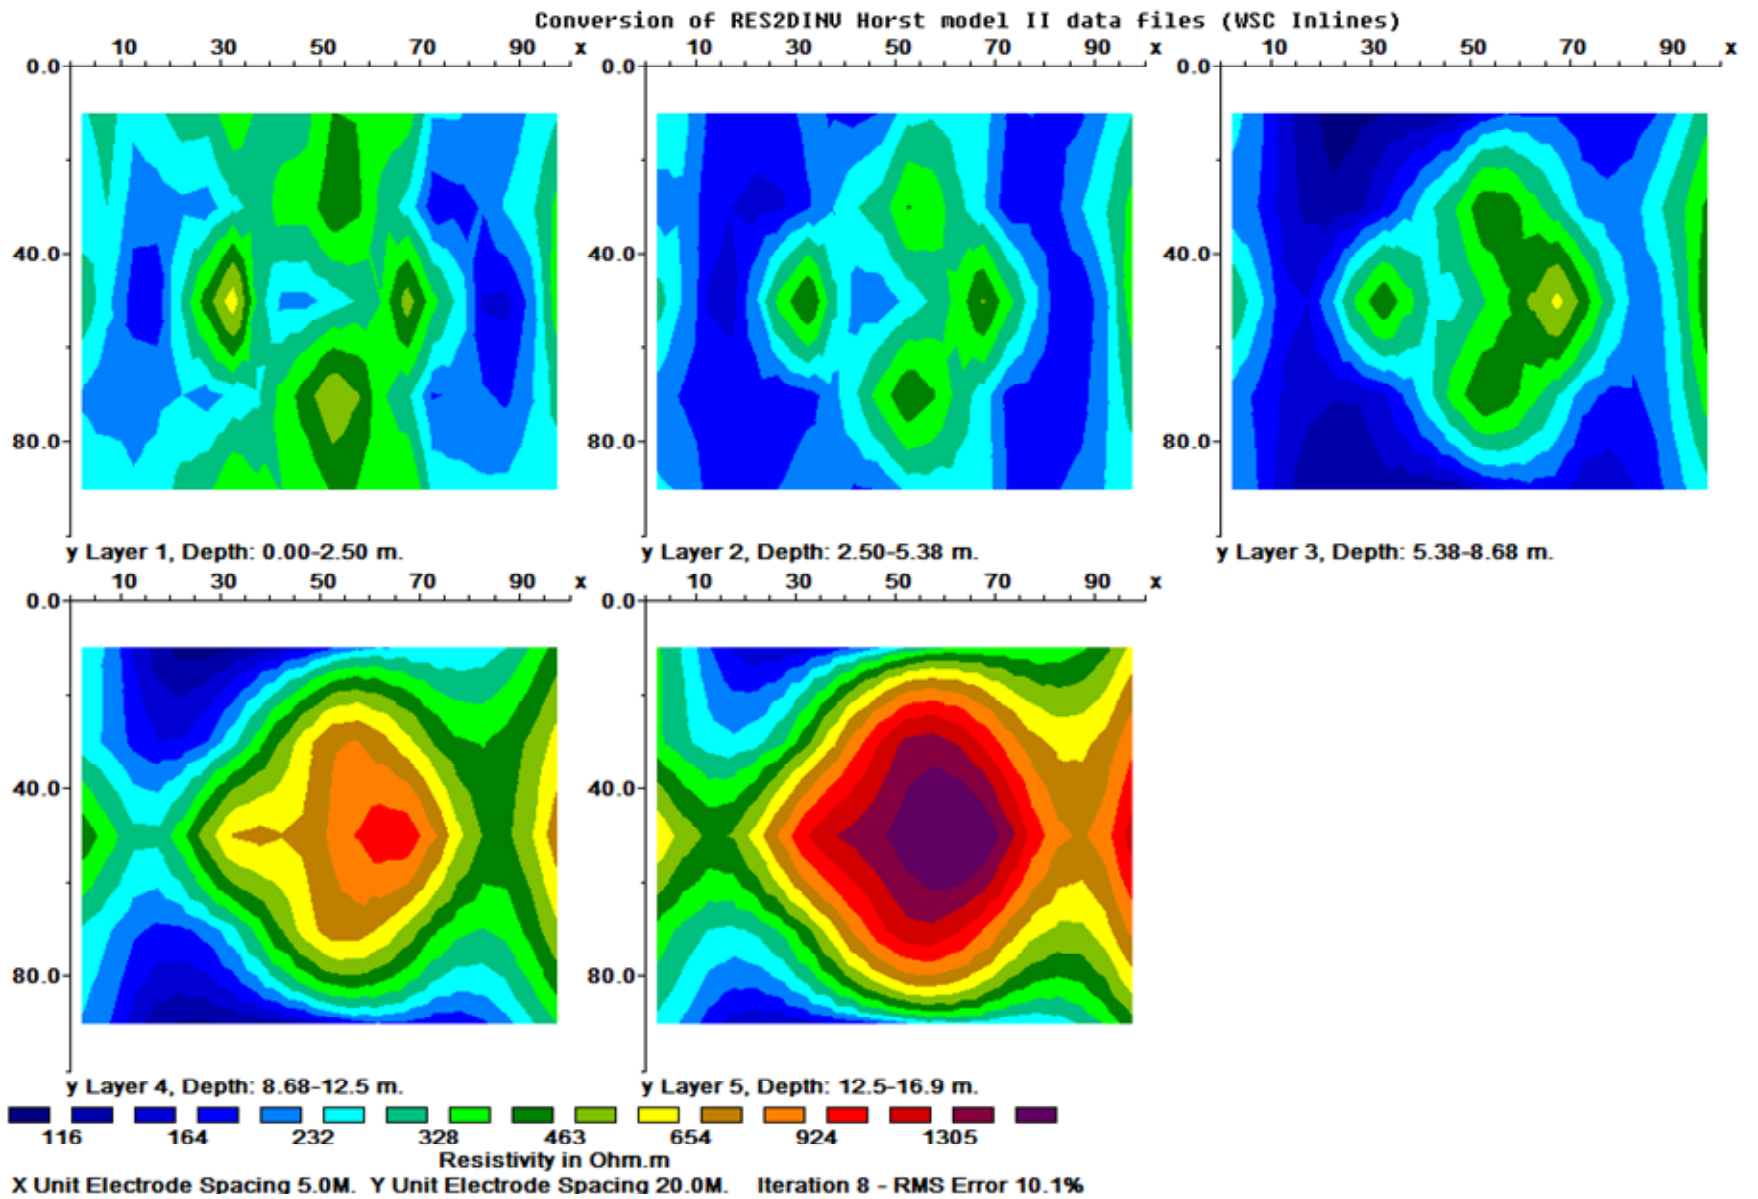 Conversion of RES2DINV Horst model II data files (WSC Inlines)
10 30 50 70 90 x 10 30 50 70 90 x 10 30 50 70 90 x
0.0 0.0 0.0
40.0 40.0 40.0
80.0 80.0 80.0
y Layer 1, Depth: 0.00-2.50 m. y Layer 2, Depth: 2.50-5.38 m. y Layer 3, Depth: 5.38-8.68 m.
10 30 50 70 90 x 10 30 50 70 90 x
0.0 0.0
40.0 40.0
80.0 80.0
y Layer 4, Depth: 8.68-12.5 m. y Layer 5, Depth: 12.5-16.9 m.
116 164 232 328 463 654 924 1305
Resistivity in Ohm.m
X Unit Electrode Spacing 5.0M. Y Unit Electrode Spacing 20.0M. Iteration 8 - RMS Error 10.1%